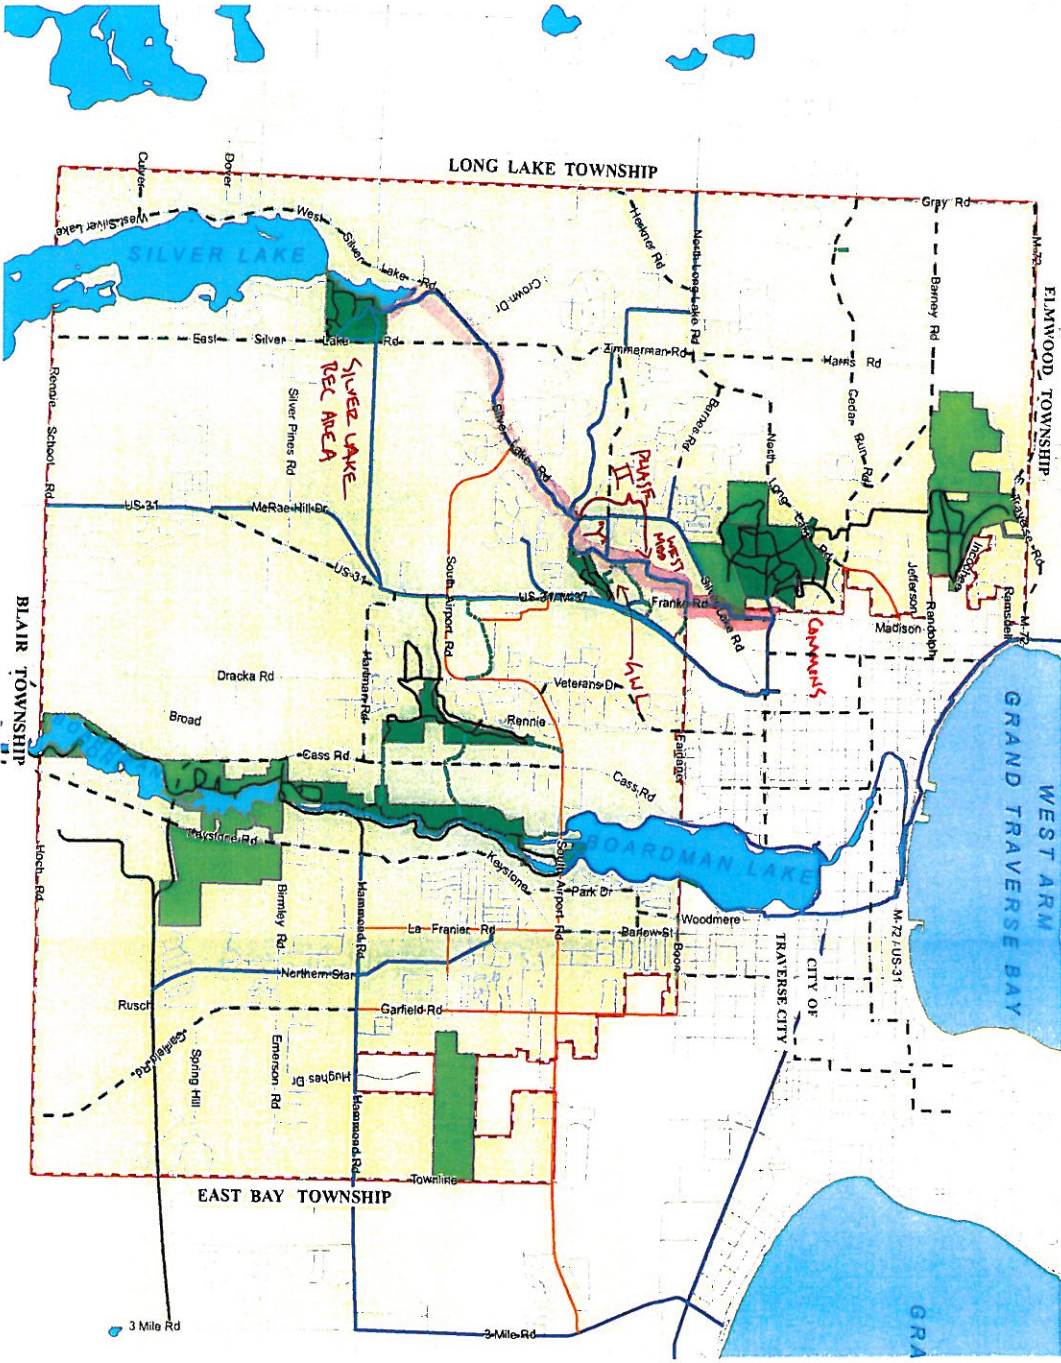 LONG LAKE TOWNSHIP
Culver
Dover
West Silver Lake
West
Silver
Lake
Rd
SILVER LAKE
Crown Dr
Herkner Rd
North Long Lake Rd
Gray Rd
M-72
ELMWOOD TOWNSHIP
Barney Rd
East
Silver
Lake
Rd
Zimmerman Rd
Harris Rd
Cedar
Run
Rd
SILVER LAKE
REC AREA
Silver Pines Rd
Rennie
School
Rd
Silver
Lake
Rd
Barnes Rd
North
Long
Lake
Rd
PHASE
II
WEST
US-31
McRae Hill Dr
US-31
South Airport Rd
US-31/M-37
Franke Rd
Silver
Lake Rd
COMMONS
Jefferson
Randolph
Incochee
Ramsdell
M-72
Traverse Rd
Madison
BLAIR TOWNSHIP
Hartman Rd
Dracka Rd
Veterans Dr
Broad
Rennie
Cass Rd
Cass Rd
GRAND TRAVERSE BAY
WEST ARM
Keystone Rd
Keystone
BOARDMAN LAKE
South Airport Rd
Park Dr
Hoch Rd
Birmley Rd
Hammond Rd
La Franier Rd
Barlow St
Woodmere
Boon
M-72 / US-31
CITY OF
TRAVERSE CITY
Northern Star
Rusch
Garfield Rd
Garfield Rd
Emerson Rd
Spring Hill
Hughes Dr
Hammond Rd
Townline
EAST BAY TOWNSHIP
3 Mile Rd
3 Mile Rd
GRA